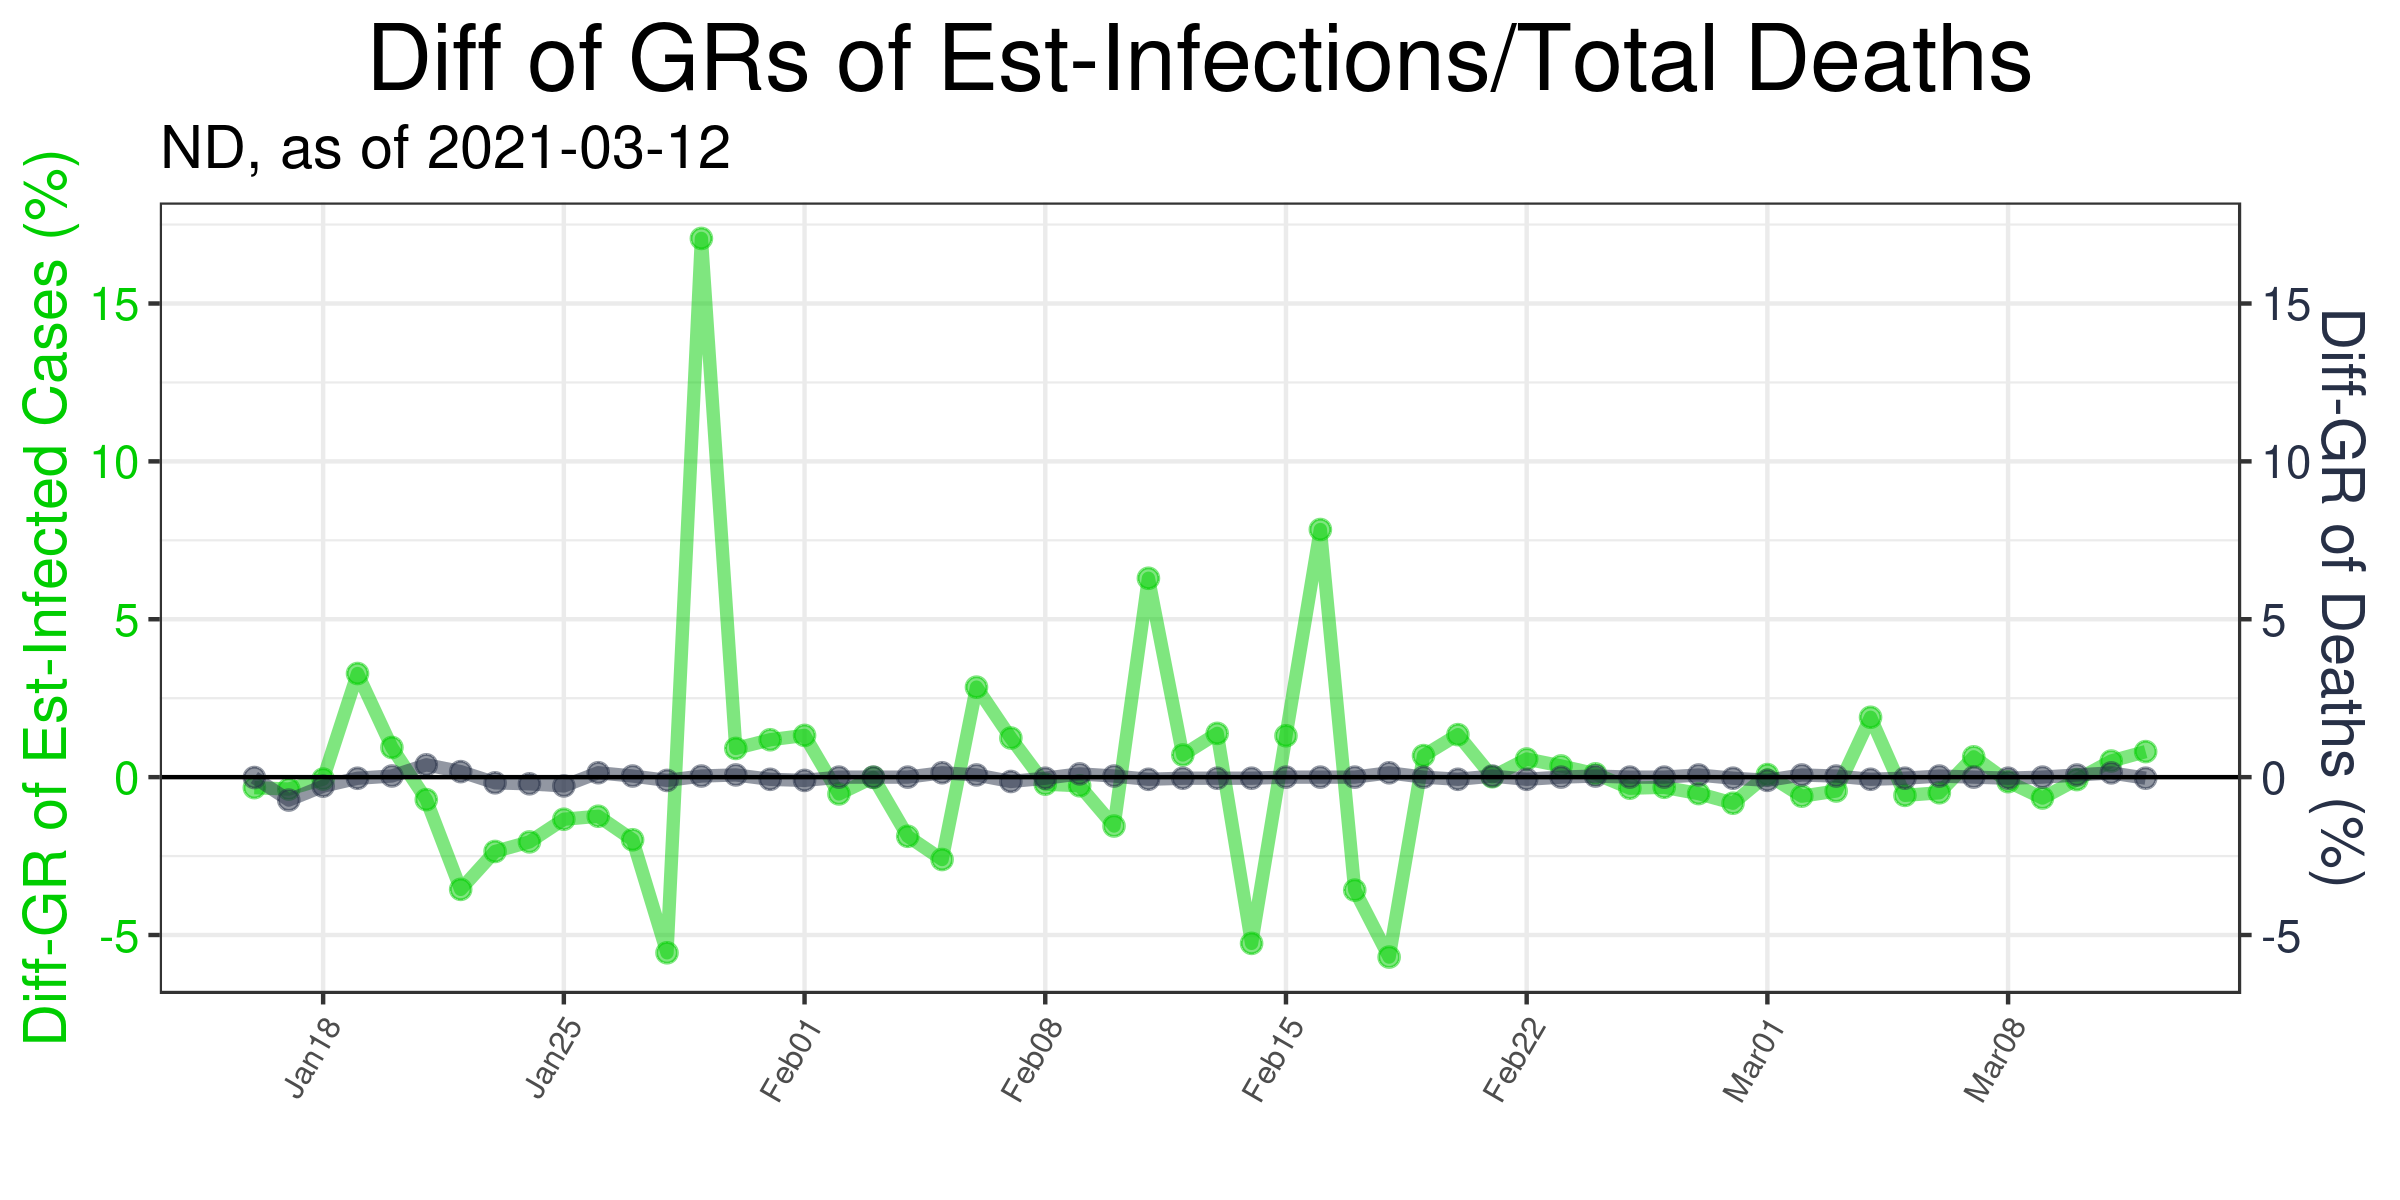 Diff of GRs of Est-Infections/Total Deaths
ND, as of 2021-03-12
Diff-GR of Est-Infected Cases (%)
15
10
5
0
-5
15
10
5
0
-5
Diff-GR of Deaths (%)
Jan18
Jan25
Feb01
Feb08
Feb15
Feb22
Mar01
Mar08